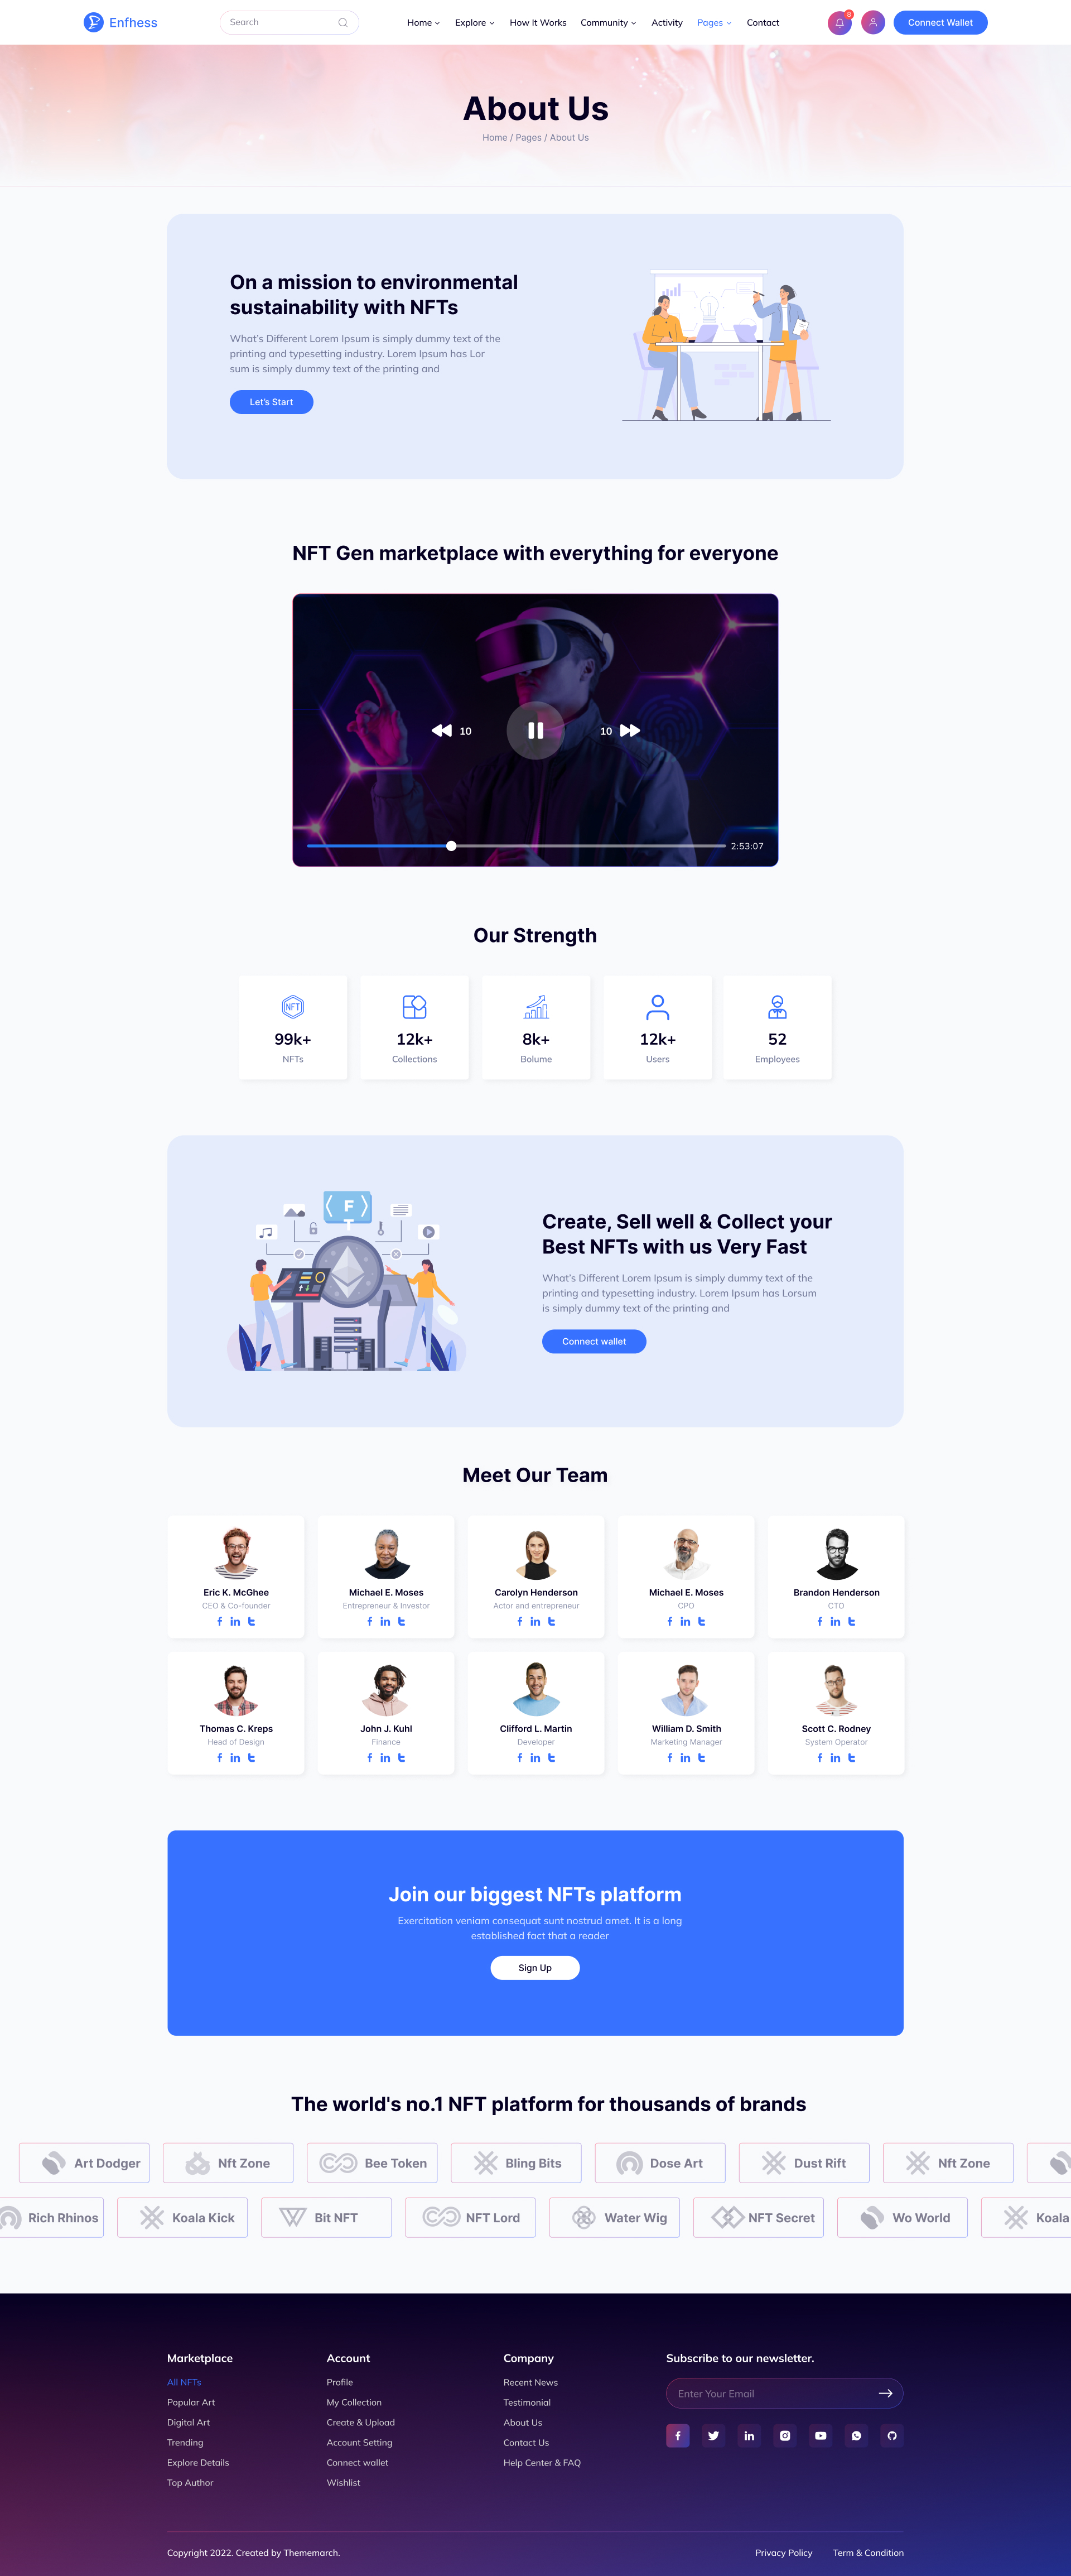 Enfhess
Search
Home
Explore
How It Works
Community
Activity
Pages
Contact
Connect Wallet
About Us
Home / Pages / About Us
On a mission to environmental
sustainability with NFTs
What's Different Lorem Ipsum is simply dummy text of the
printing and typesetting industry. Lorem Ipsum has Lor
sum is simply dummy text of the printing and
Let's Start
NFT Gen marketplace with everything for everyone
10
10
2:53:07
Our Strength
NFT
99k+
NFTs
12k+
Collections
8k+
Bolume
12k+
Users
52
Employees
F
T
Create, Sell well & Collect your
Best NFTs with us Very Fast
What's Different Lorem Ipsum is simply dummy text of the
printing and typesetting industry. Lorem Ipsum has Lorsum
is simply dummy text of the printing and
Connect wallet
Meet Our Team
Eric K. McGhee
CEO & Co-founder
Michael E. Moses
Entrepreneur & Investor
Carolyn Henderson
Actor and entrepreneur
Michael E. Moses
CPO
Brandon Henderson
CTO
Thomas C. Kreps
Head of Design
John J. Kuhl
Finance
Clifford L. Martin
Developer
William D. Smith
Marketing Manager
Scott C. Rodney
System Operator
Join our biggest NFTs platform
Exercitation veniam consequat sunt nostrud amet. It is a long
established fact that a reader
Sign Up
The world's no.1 NFT platform for thousands of brands
Art Dodger
Nft Zone
Bee Token
Bling Bits
Dose Art
Dust Rift
Nft Zone
Rich Rhinos
Koala Kick
Bit NFT
NFT Lord
Water Wig
NFT Secret
Wo World
Koala
Marketplace
All NFTs
Popular Art
Digital Art
Trending
Explore Details
Top Author
Account
Profile
My Collection
Create & Upload
Account Setting
Connect wallet
Wishlist
Company
Recent News
Testimonial
About Us
Contact Us
Help Center & FAQ
Subscribe to our newsletter.
Enter Your Email
Copyright 2022. Created by Thememarch.
Privacy Policy
Term & Condition